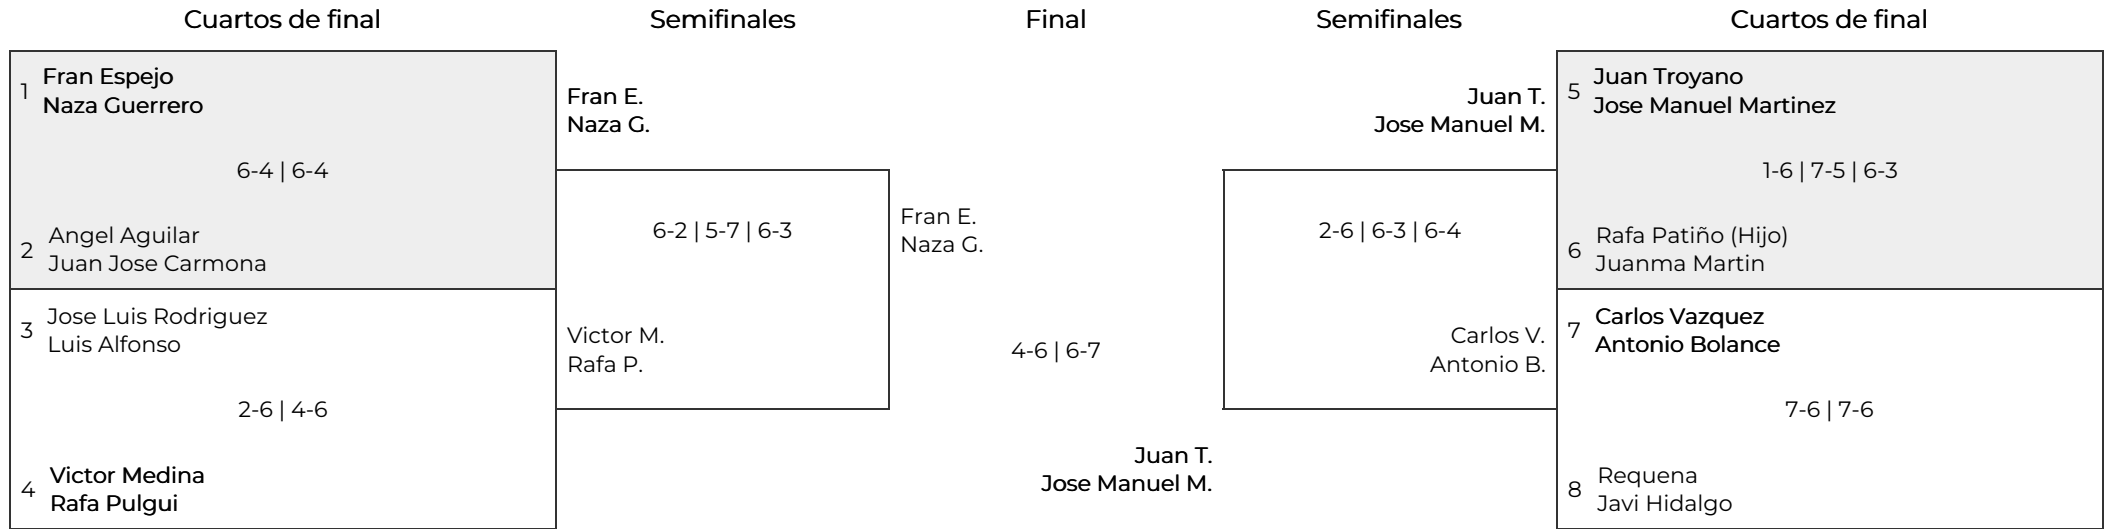 Cuartos de final
Semifinales
Final
Semifinales
Cuartos de final
1
Fran Espejo
Naza Guerrero
6-4 | 6-4
2
Angel Aguilar
Juan Jose Carmona
3
Jose Luis Rodriguez
Luis Alfonso
2-6 | 4-6
4
Victor Medina
Rafa Pulgui
Fran E.
Naza G.
6-2 | 5-7 | 6-3
Victor M.
Rafa P.
Fran E.
Naza G.
4-6 | 6-7
Juan T.
Jose Manuel M.
Juan T.
Jose Manuel M.
2-6 | 6-3 | 6-4
Carlos V.
Antonio B.
5
Juan Troyano
Jose Manuel Martinez
1-6 | 7-5 | 6-3
6
Rafa Patiño (Hijo)
Juanma Martin
7
Carlos Vazquez
Antonio Bolance
7-6 | 7-6
8
Requena
Javi Hidalgo